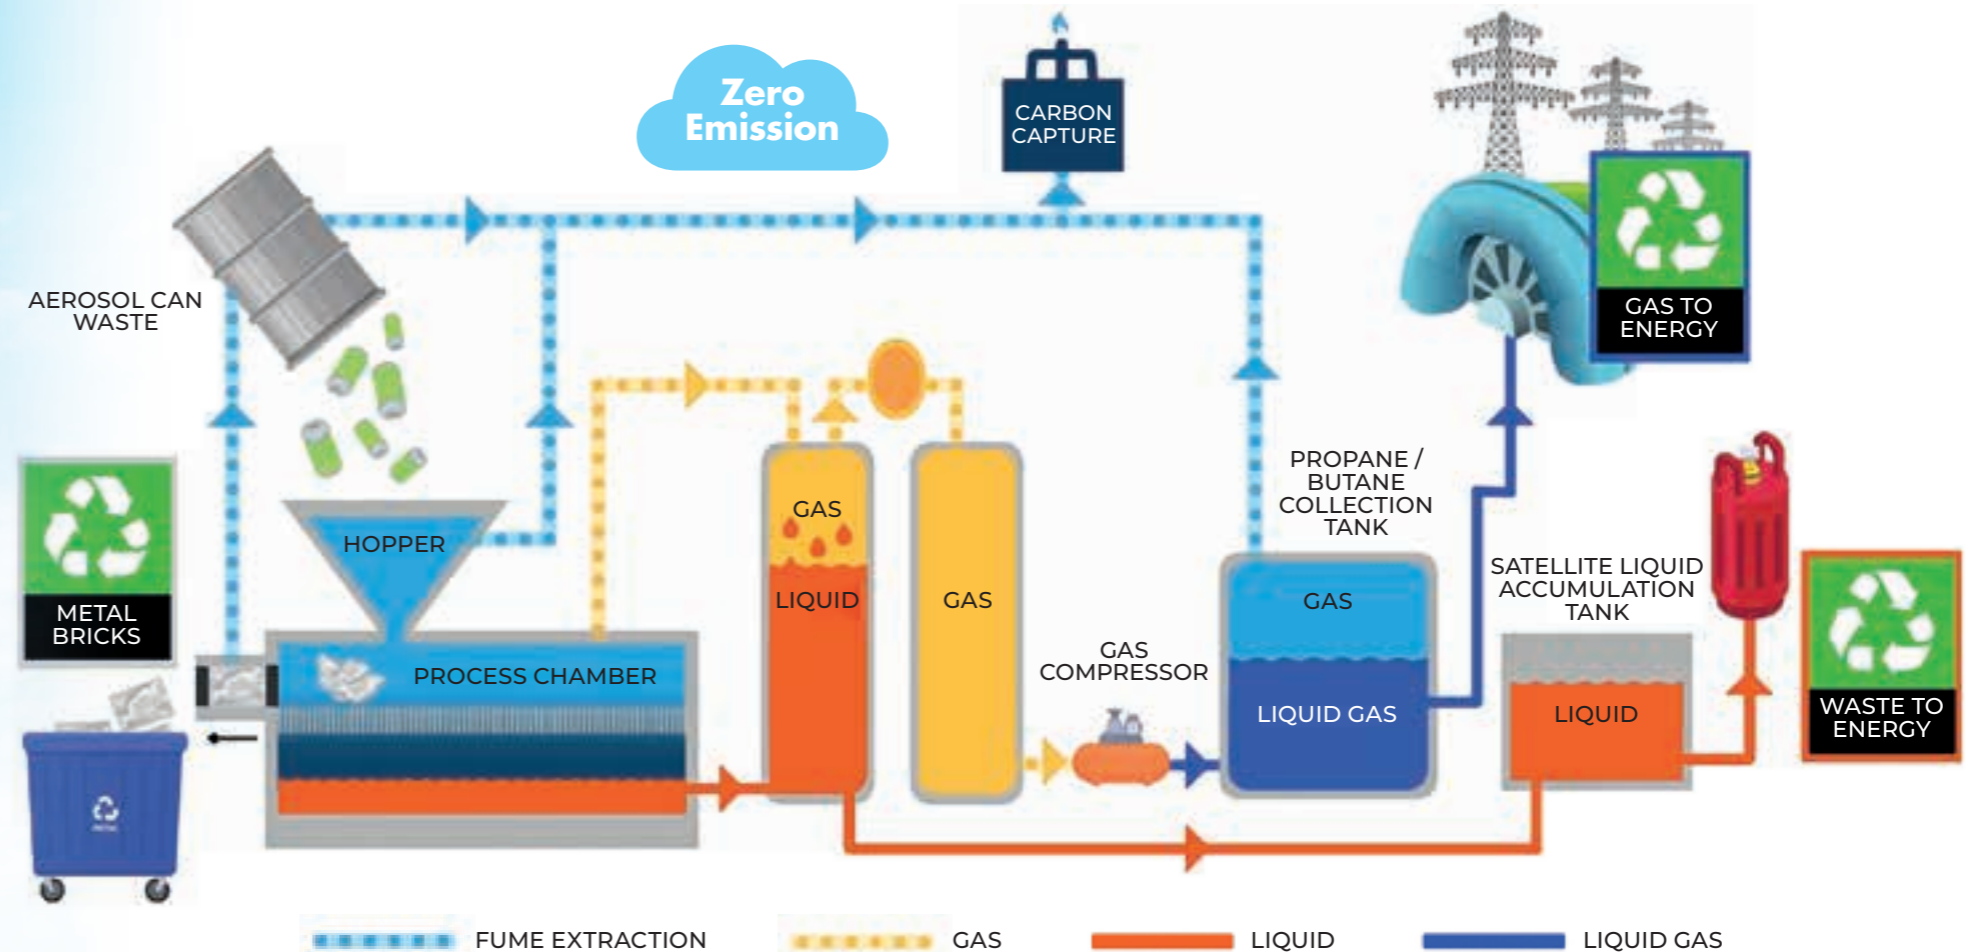 Zero
Emission
CARBON
CAPTURE
AEROSOL CAN
WASTE
GAS TO
ENERGY
METAL
BRICKS
HOPPER
PROCESS CHAMBER
GAS
LIQUID
GAS
GAS
COMPRESSOR
PROPANE /
BUTANE
COLLECTION
TANK
GAS
LIQUID GAS
SATELLITE LIQUID
ACCUMULATION
TANK
LIQUID
WASTE TO
ENERGY
FUME EXTRACTION
GAS
LIQUID
LIQUID GAS